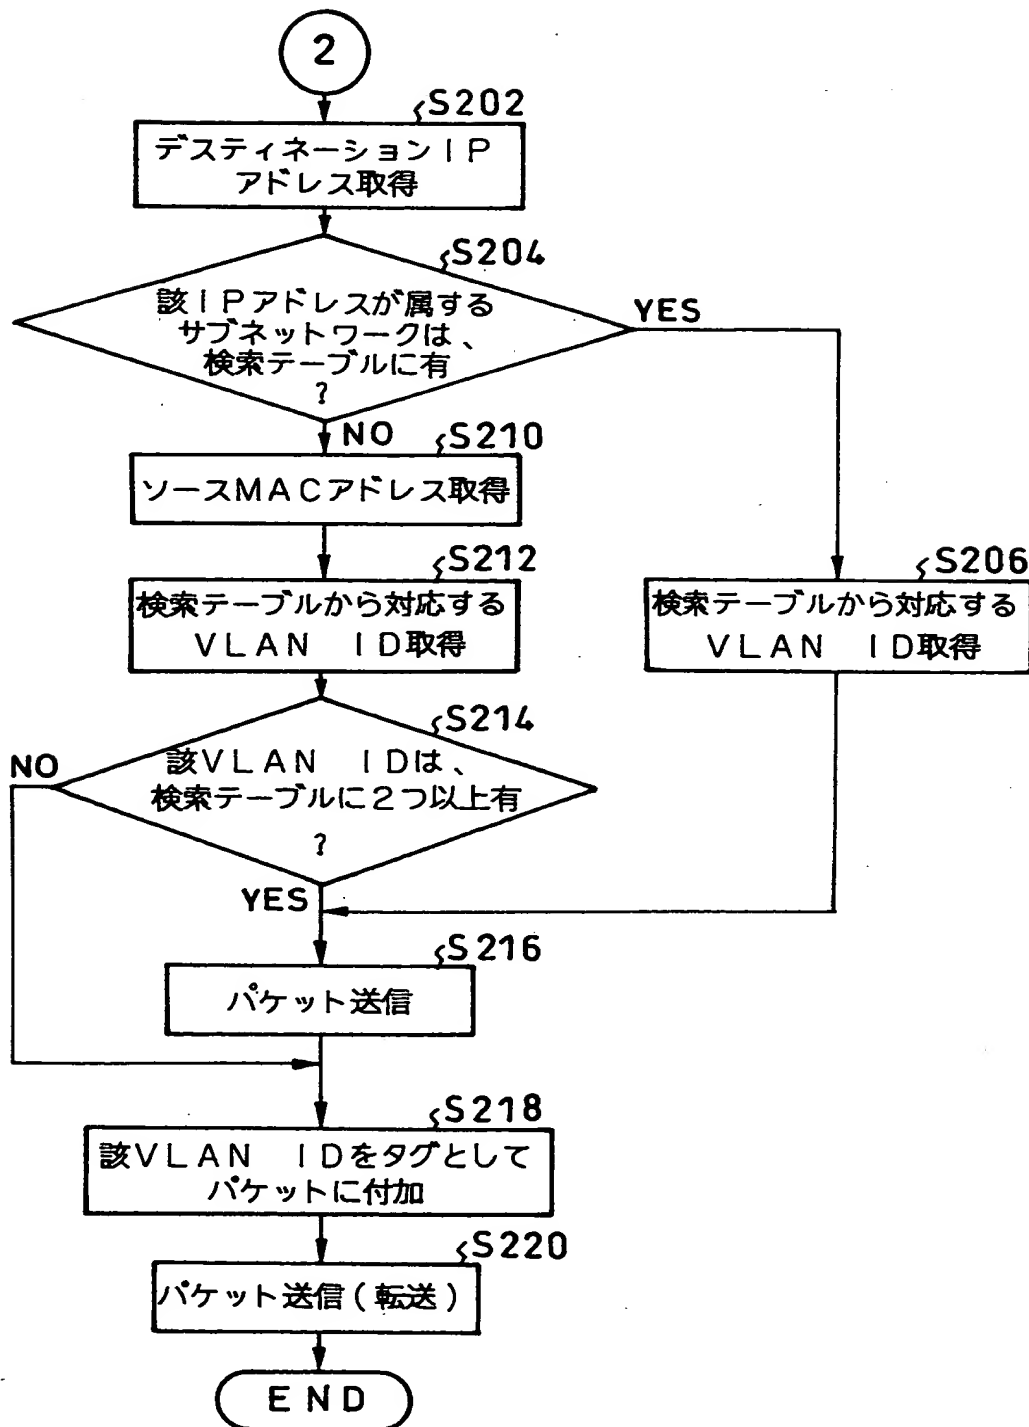 2
S202
デスティネーションIP
アドレス取得
S204
該IPアドレスが属する
サブネットワークは、
検索テーブルに有
?
YES
NO
S210
ソースMACアドレス取得
S212
検索テーブルから対応する
VLAN ID取得
S206
検索テーブルから対応する
VLAN ID取得
S214
NO
該VLAN IDは、
検索テーブルに2つ以上有
?
YES
S216
パケット送信
S218
該VLAN IDをタグとして
パケットに付加
S220
パケット送信(転送)
END